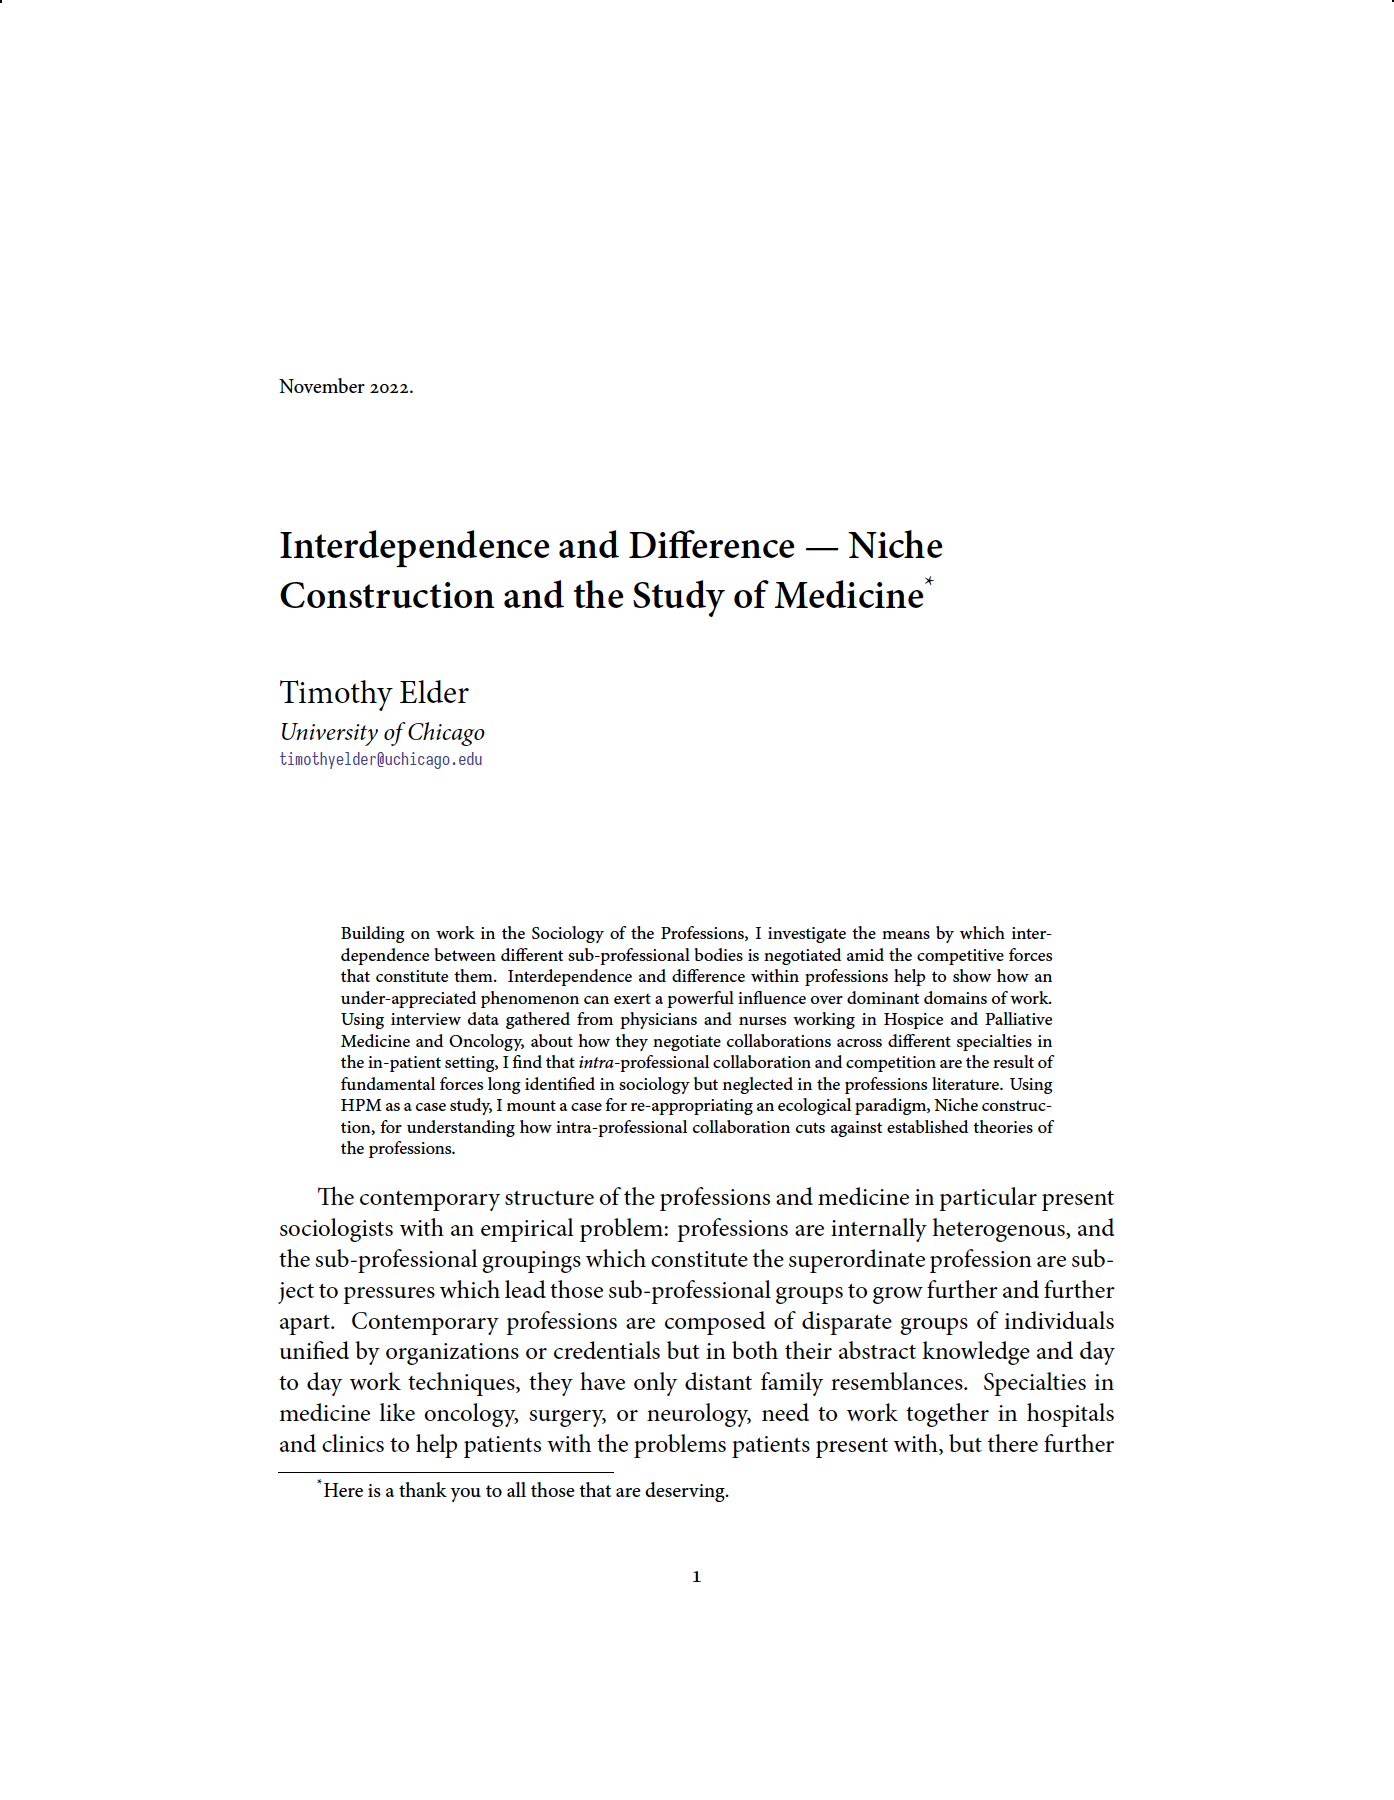 November 2022.
Interdependence and Difference — Niche
Construction and the Study of Medicine*
Timothy Elder
University of Chicago
timothyelder@uchicago.edu
Building on work in the Sociology of the Professions, I investigate the means by which inter-
dependence between different sub-professional bodies is negotiated amid the competitive forces
that constitute them. Interdependence and difference within professions help to show how an
under-appreciated phenomenon can exert a powerful influence over dominant domains of work.
Using interview data gathered from physicians and nurses working in Hospice and Palliative
Medicine and Oncology, about how they negotiate collaborations across different specialties in
the in-patient setting, I find that intra-professional collaboration and competition are the result of
fundamental forces long identified in sociology but neglected in the professions literature. Using
HPM as a case study, I mount a case for re-appropriating an ecological paradigm, Niche construc-
tion, for understanding how intra-professional collaboration cuts against established theories of
the professions.
The contemporary structure of the professions and medicine in particular present
sociologists with an empirical problem: professions are internally heterogenous, and
the sub-professional groupings which constitute the superordinate profession are sub-
ject to pressures which lead those sub-professional groups to grow further and further
apart. Contemporary professions are composed of disparate groups of individuals
unified by organizations or credentials but in both their abstract knowledge and day
to day work techniques, they have only distant family resemblances. Specialties in
medicine like oncology, surgery, or neurology, need to work together in hospitals
and clinics to help patients with the problems patients present with, but there further
*Here is a thank you to all those that are deserving.
1